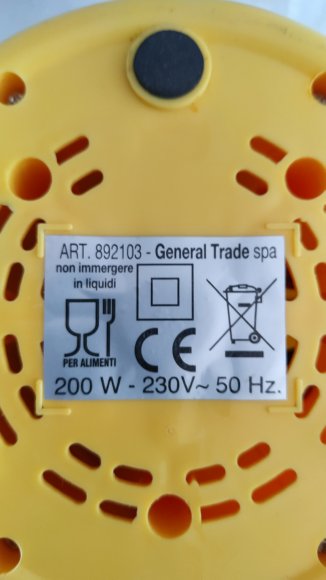 ART. 892103 - General Trade spa
non immergere
in liquidi
PER ALIMENTI
CE
200 W - 230V~ 50 Hz.